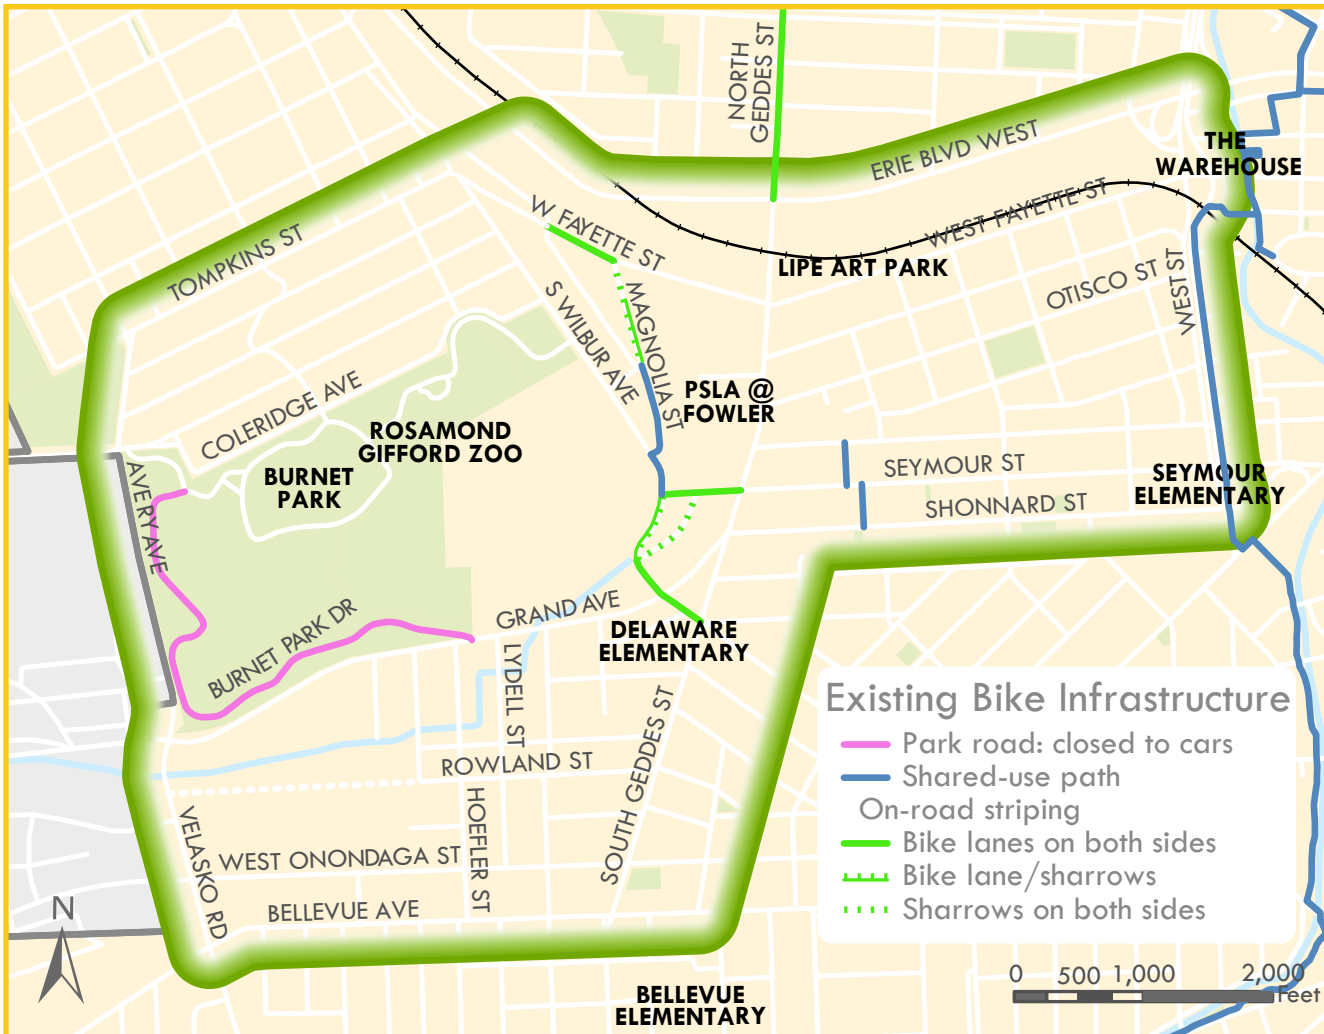 NORTH
GEDDES ST
ERIE BLVD WEST
THE
WAREHOUSE
W FAYETTE ST
WEST FAYETTE ST
TOMPKINS ST
LIPE ART PARK
OTISCO ST
WEST ST
S WILBUR AVE
MAGNOLIA ST
COLERIDGE AVE
PSLA @
FOWLER
ROSAMOND
GIFFORD ZOO
BURNET
PARK
AVERY AVE
SEYMOUR ST
SEYMOUR
ELEMENTARY
SHONNARD ST
BURNET PARK DR
GRAND AVE
DELAWARE
ELEMENTARY
LYDELL ST
SOUTH GEDDES ST
ROWLAND ST
HOEFLER ST
VELASKO RD
WEST ONONDAGA ST
BELLEVUE AVE
BELLEVUE
ELEMENTARY
N
Existing Bike Infrastructure
Park road: closed to cars
Shared-use path
On-road striping
Bike lanes on both sides
Bike lane/sharrows
Sharrows on both sides
0 500 1,000 2,000
Feet